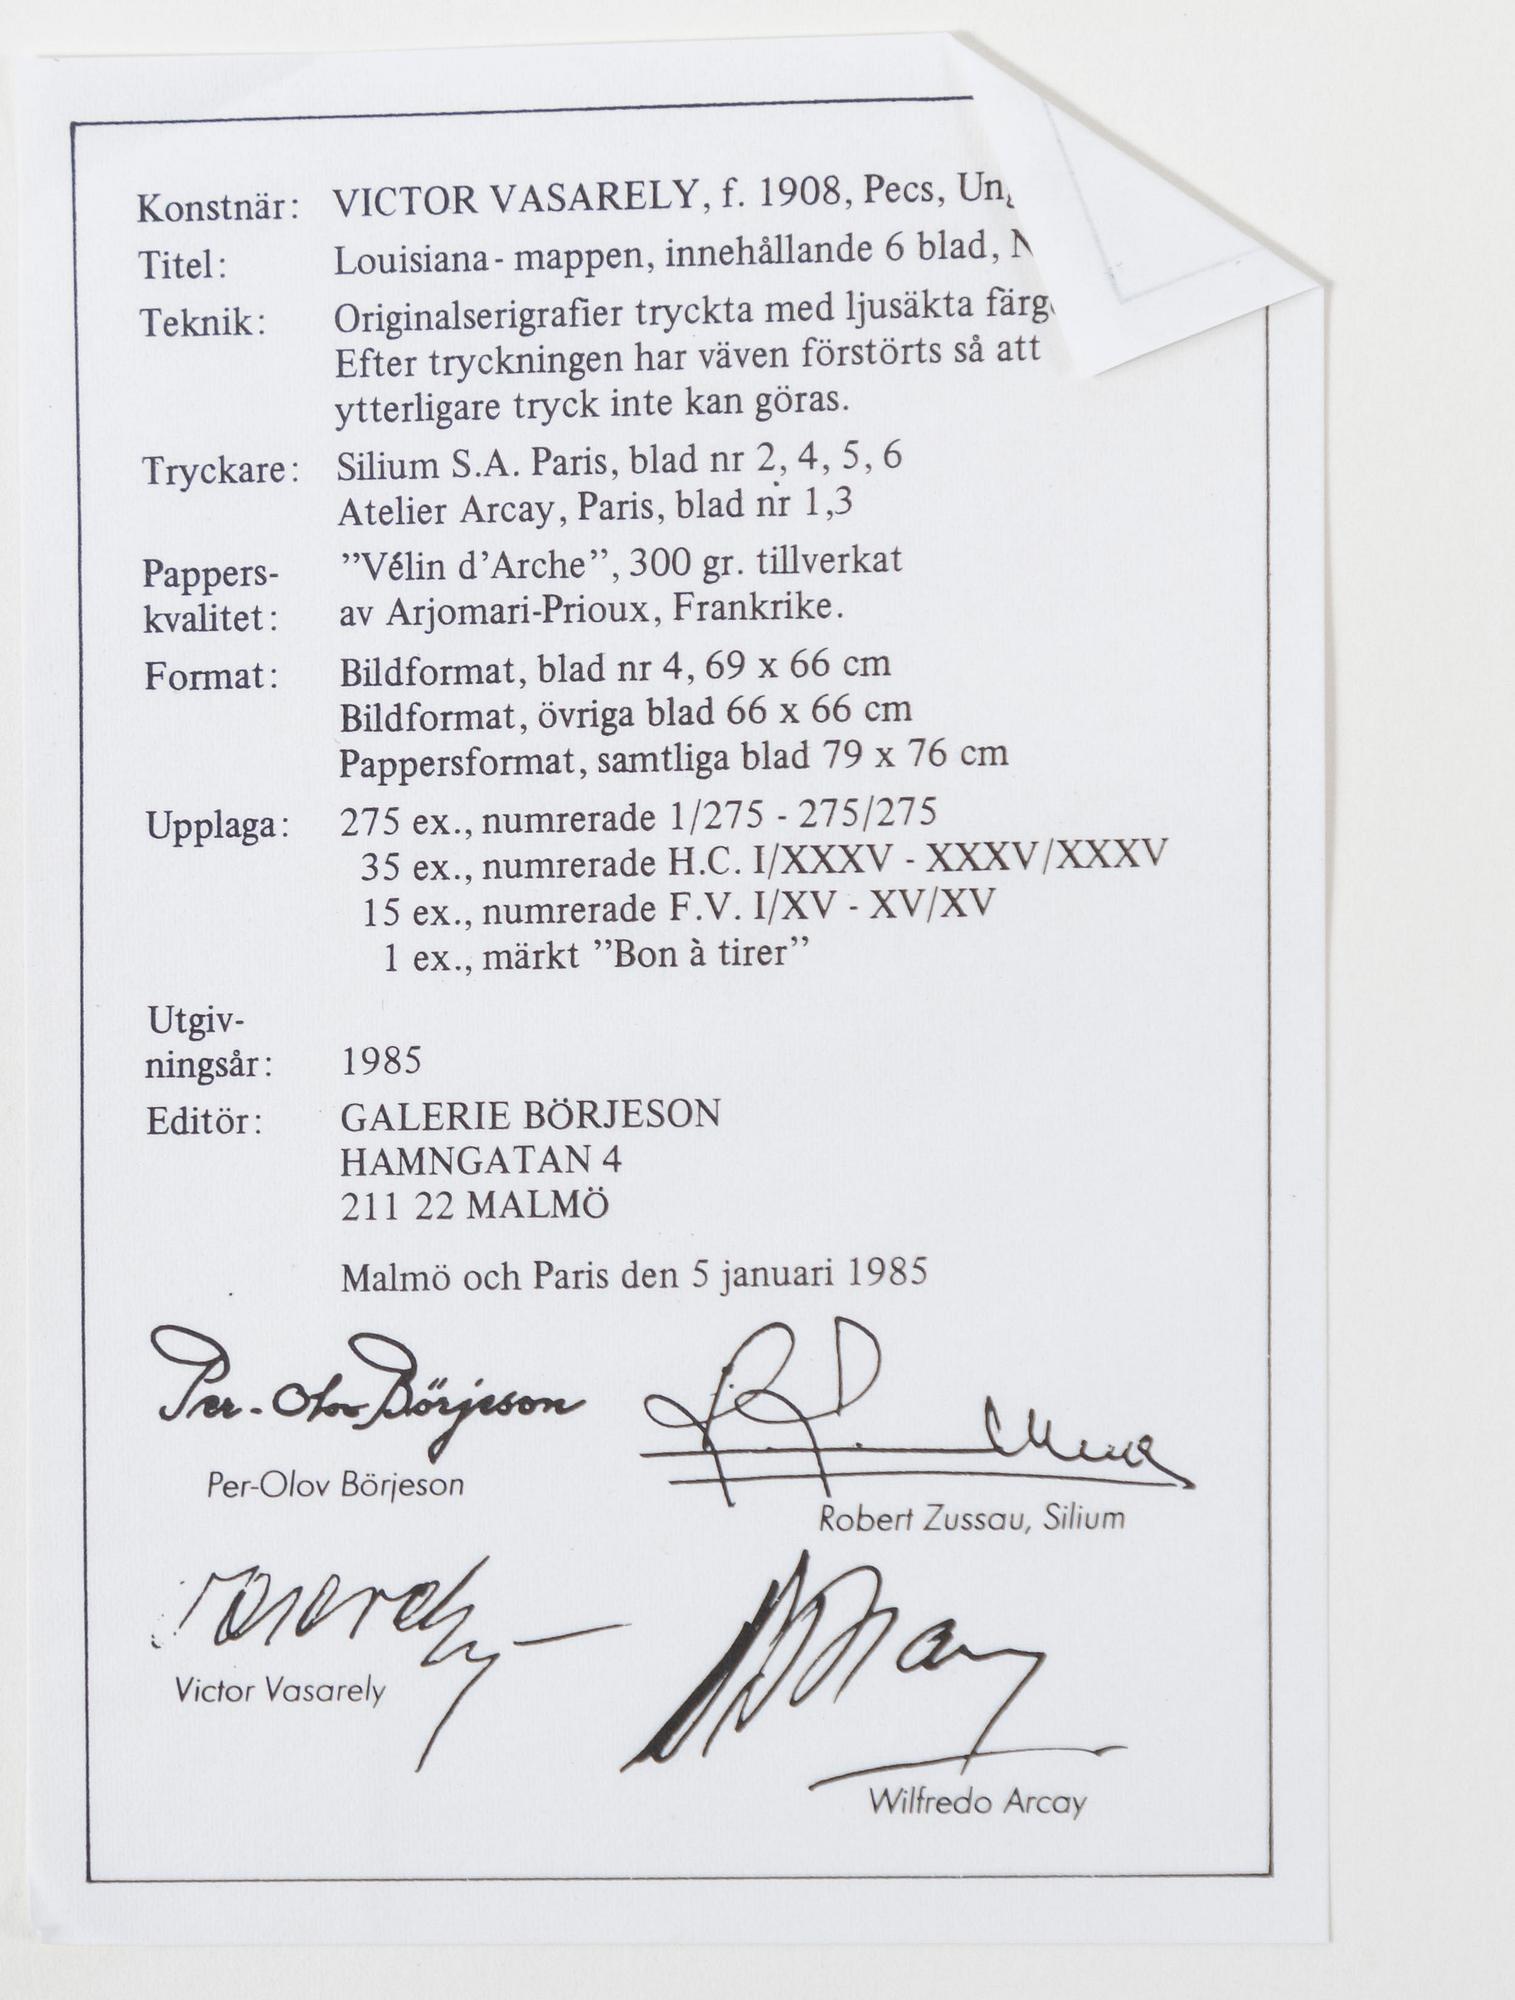 Konstnär: VICTOR VASARELY, f. 1908, Pecs,
Titel: Louisiana- mappen, innehållande 6 blad,
Teknik: Originalserigrafier tryckta med ljusäkta
Efter tryckningen har väven förstörts så att
ytterligare tryck inte kan göras.
Tryckare: Silium S.A. Paris, blad nr 2, 4, 5, 6
Atelier Arcay, Paris, blad nr 1,3
Pappers- ”Vélin d’Arche”, 300 gr. tillverkat
kvalitet: av Arjomari-Prioux, Frankrike.
Format: Bildformat, blad nr 4, 69 x 66 cm
Bildformat, övriga blad 66 x 66 cm
Pappersformat, samtliga blad 79 x 76 cm
Upplaga: 275 ex., numrerade 1/275 - 275/275
35 ex., numrerade H.C. I/XXXV - XXXV/XXXV
15 ex., numrerade F.V. I/XV - XV/XV
1 ex., märkt ”Bon à tirer”
Utgiv-
ningsår: 1985
Editör: GALERIE BÖRJESON
HAMNGATAN 4
211 22 MALMÖ
Malmö och Paris den 5 januari 1985
Per-Olov Börjeson
Per-Olov Börjeson
Robert Zussau, Silium
Vasarely
Victor Vasarely
Wilfredo Arcay